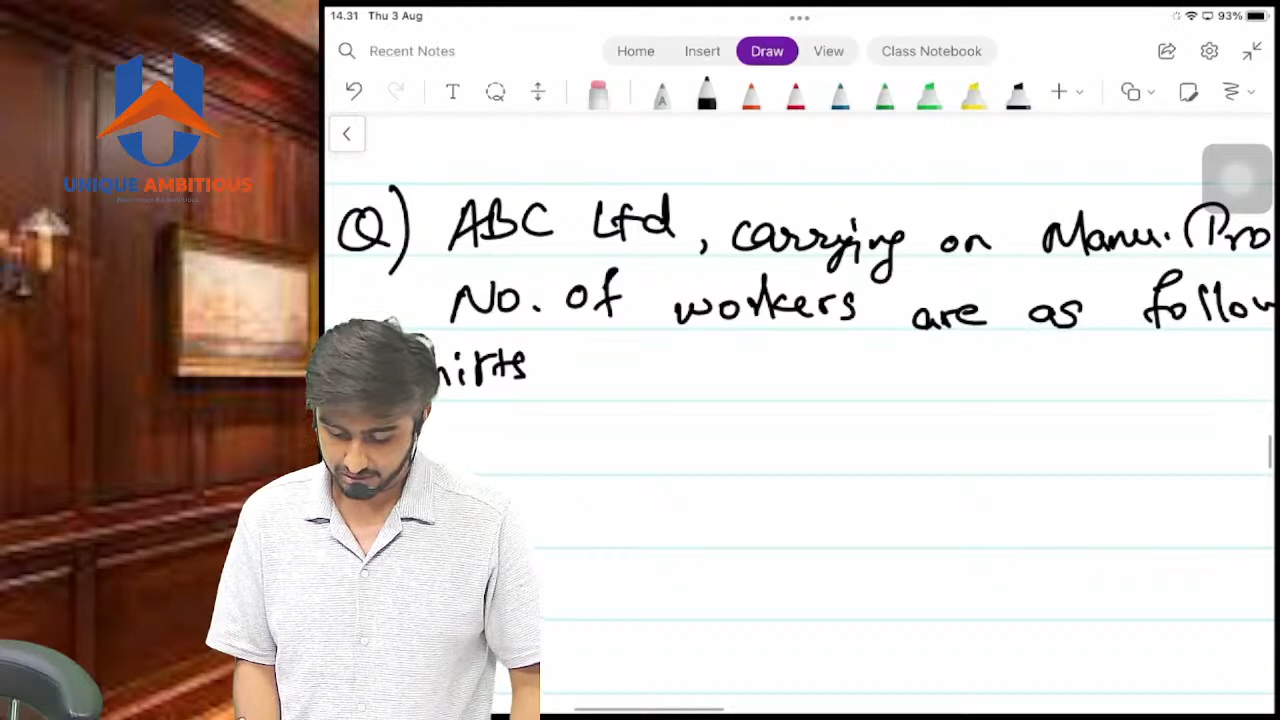 14.31 Thu 3 Aug
93%
Recent Notes
Home Insert Draw View Class Notebook
T
A
UNIQUE AMBITIOUS
Q) ABC Ltd, carrying on Manu. Pro
No. of workers are as follow
hifts